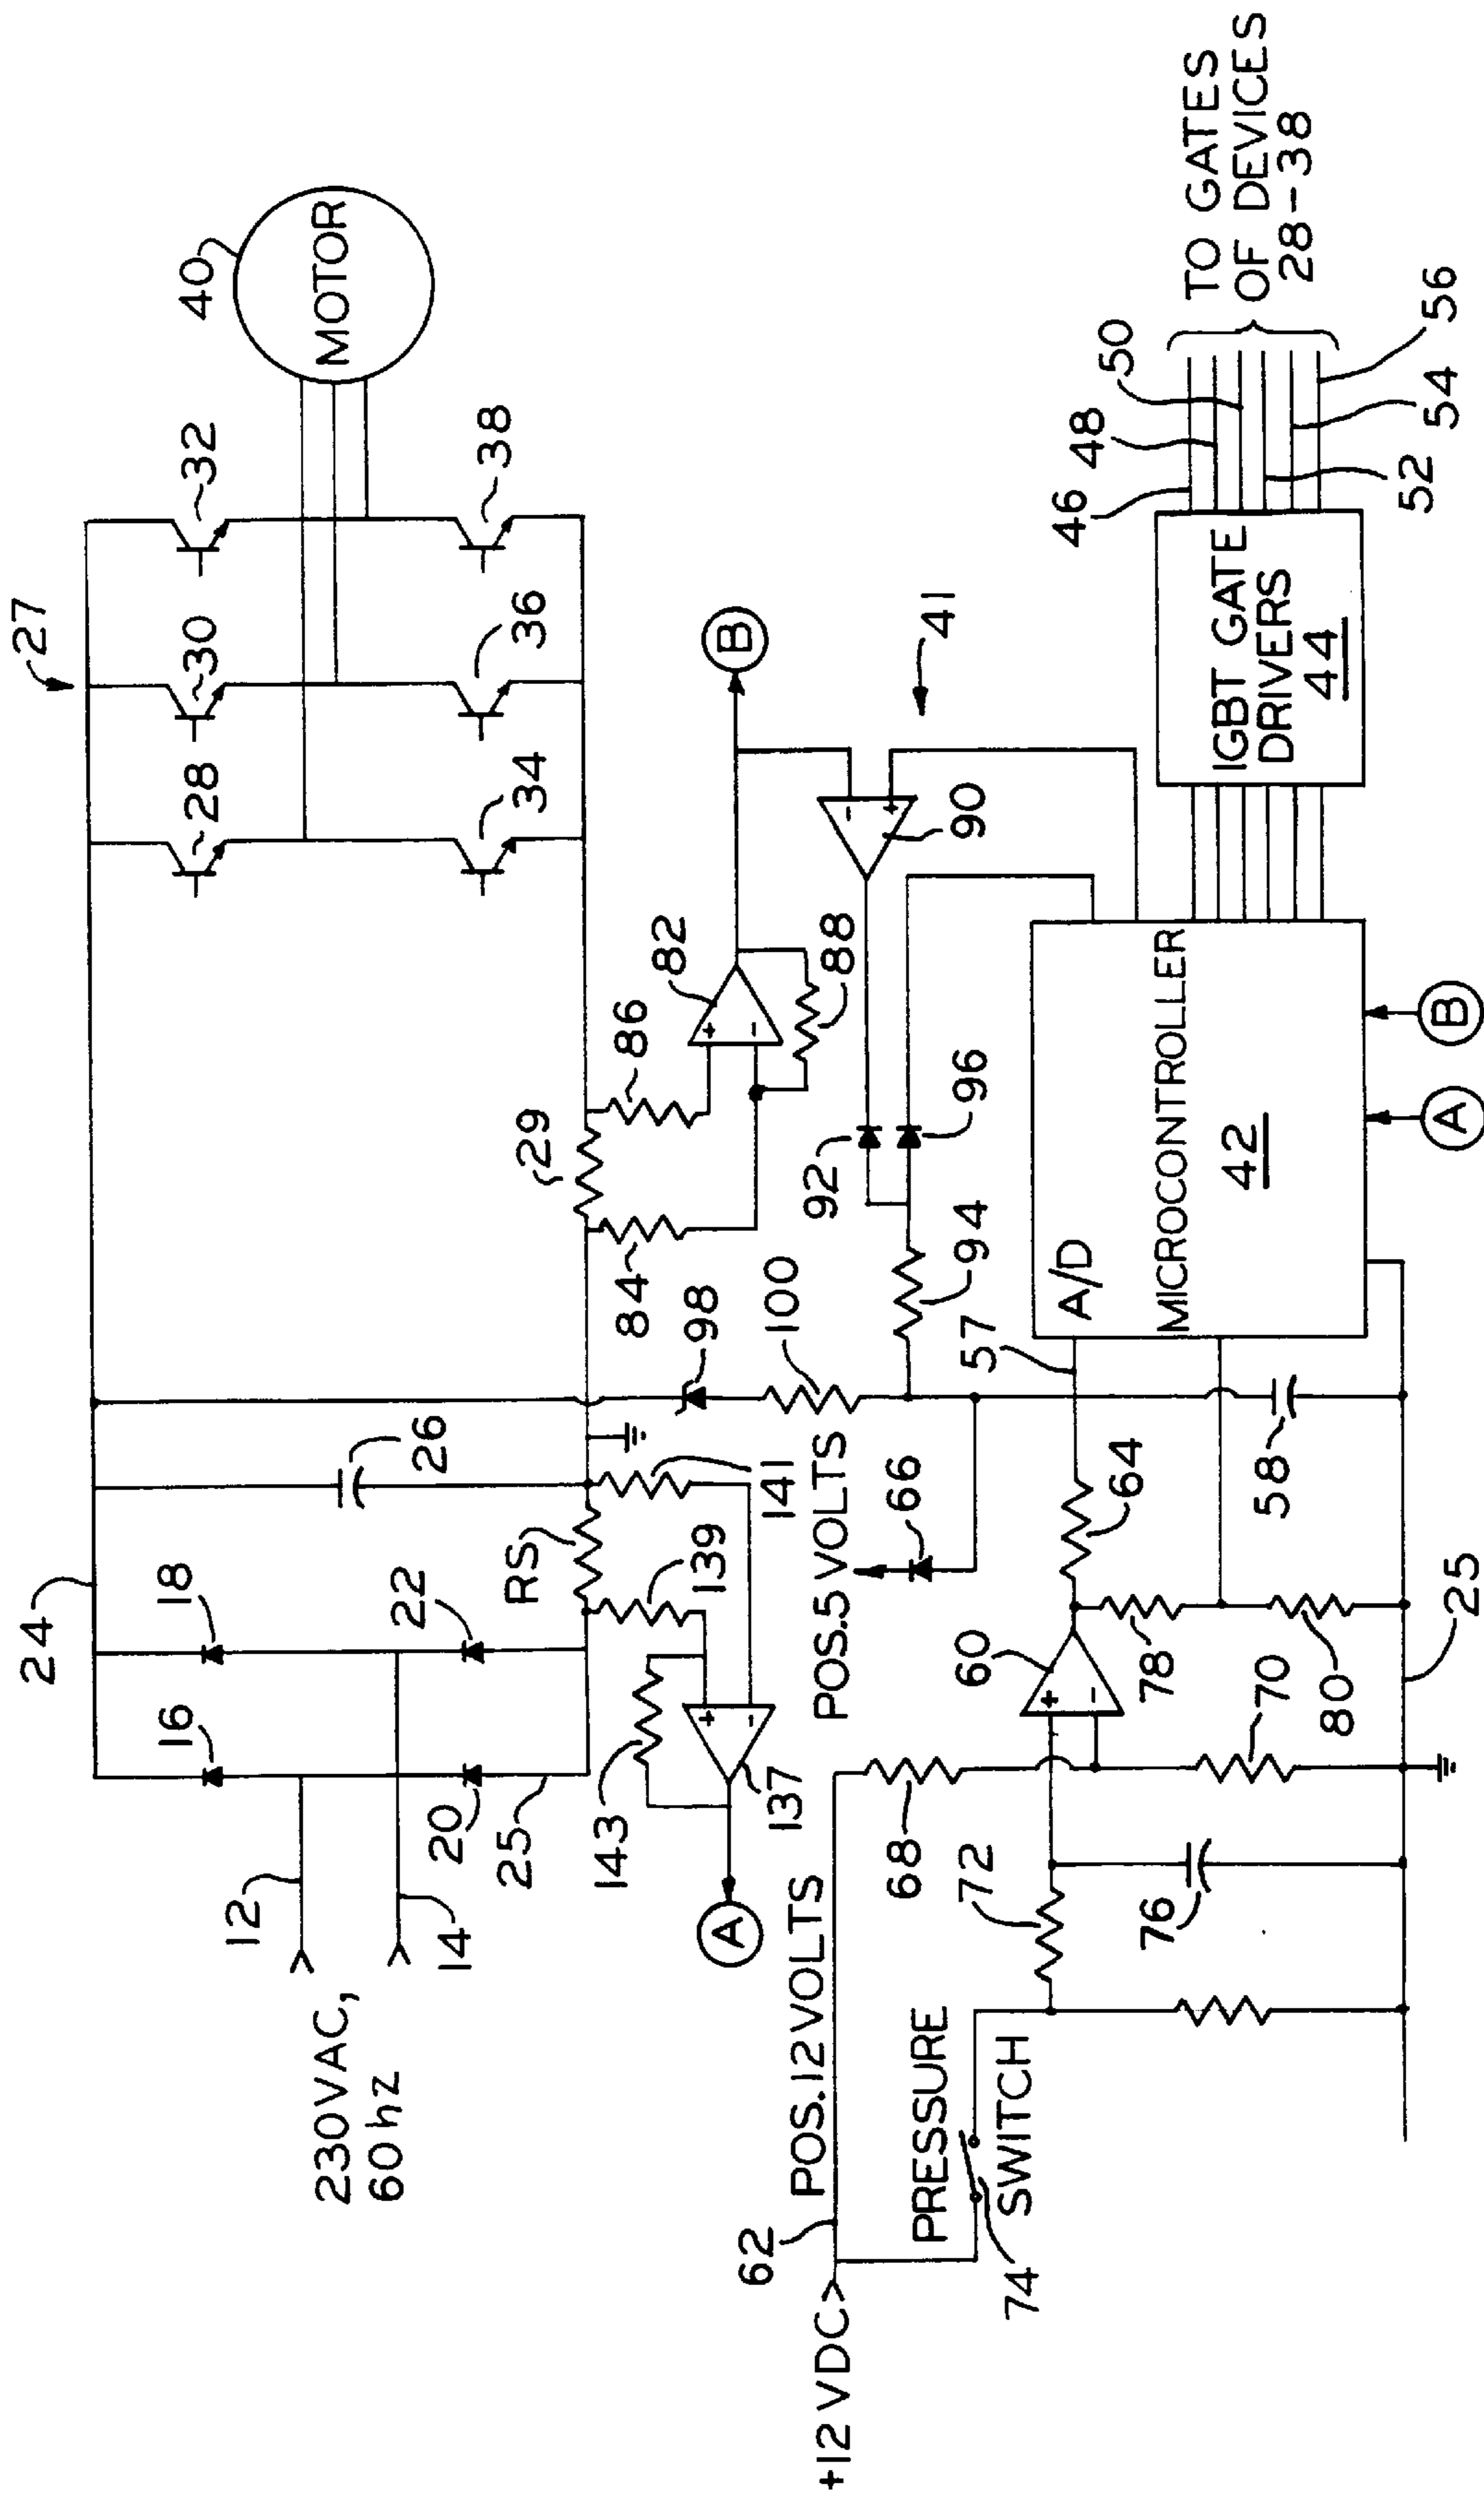 27
24
16
18
26
28
30
32
40
MOTOR
12
230VAC,
60hz
14
20
22
25
RS
29
34
36
38
143
139
141
84
86
82
B
137
A
98
88
100
41
62
POS.12 VOLTS
POS.5 VOLTS
+12VDC
68
66
92
90
PRESSURE
SWITCH
74
72
60
94
96
57
64
A/D
46
48
50
76
78
70
80
58
MICROCONTROLLER
42
IGBT GATE
DRIVERS
44
TO GATES
OF DEVICES
28-38
52
54
56
25
A
B